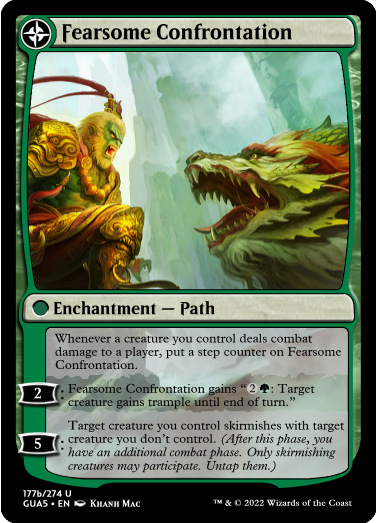 Fearsome Confrontation
Enchantment — Path
Whenever a creature you control deals combat
damage to a player, put a step counter on Fearsome
Confrontation.
2 : Fearsome Confrontation gains “2 : Target
creature gains trample until end of turn.”
Target creature you control skirmishes with target
5 : creature you don't control. (After this phase, you
have an additional combat phase. Only skirmishing
creatures may participate. Untap them.)
177b/274 U
GUA5 • EN Khanh Mac
™ & © 2022 Wizards of the Coast